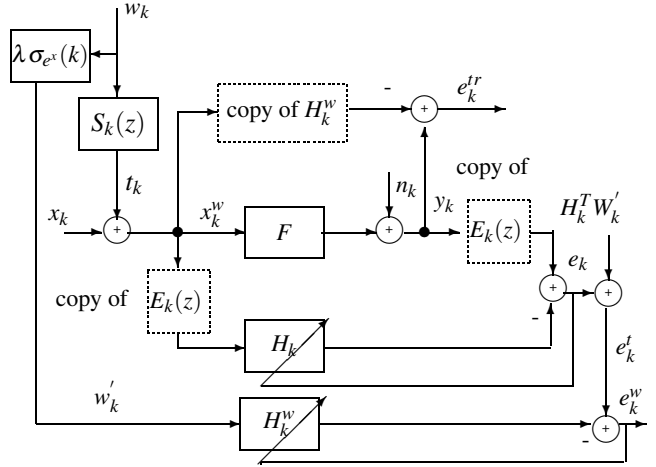 w_k
λσ_{e^x}(k)
copy of H_k^w
-
e_k^{tr}
+
S_k(z)
copy of
t_k
n_k
x_k
x_k^w
y_k
H_k^T W_k^'
+
F
+
E_k(z)
e_k
copy of
E_k(z)
+
+
-
H_k
e_k^t
w_k^'
e_k^w
H_k^w
+
-